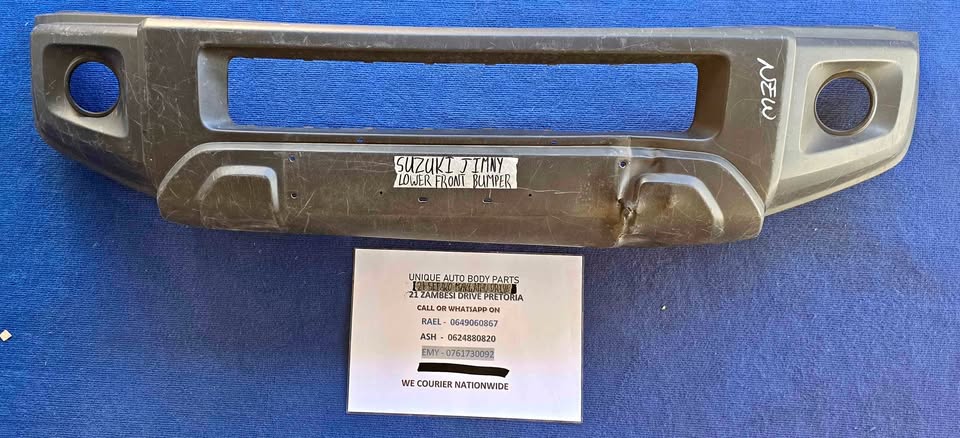 NEW
SUZUKI JIMNY
LOWER FRONT BUMPER
UNIQUE AUTO BODY PARTS
21 ZAMBESI DRIVE PRETORIA
CALL OR WHATSAPP ON
RAEL - 0649060867
ASH - 0624880820
EMY - 0761730092
WE COURIER NATIONWIDE